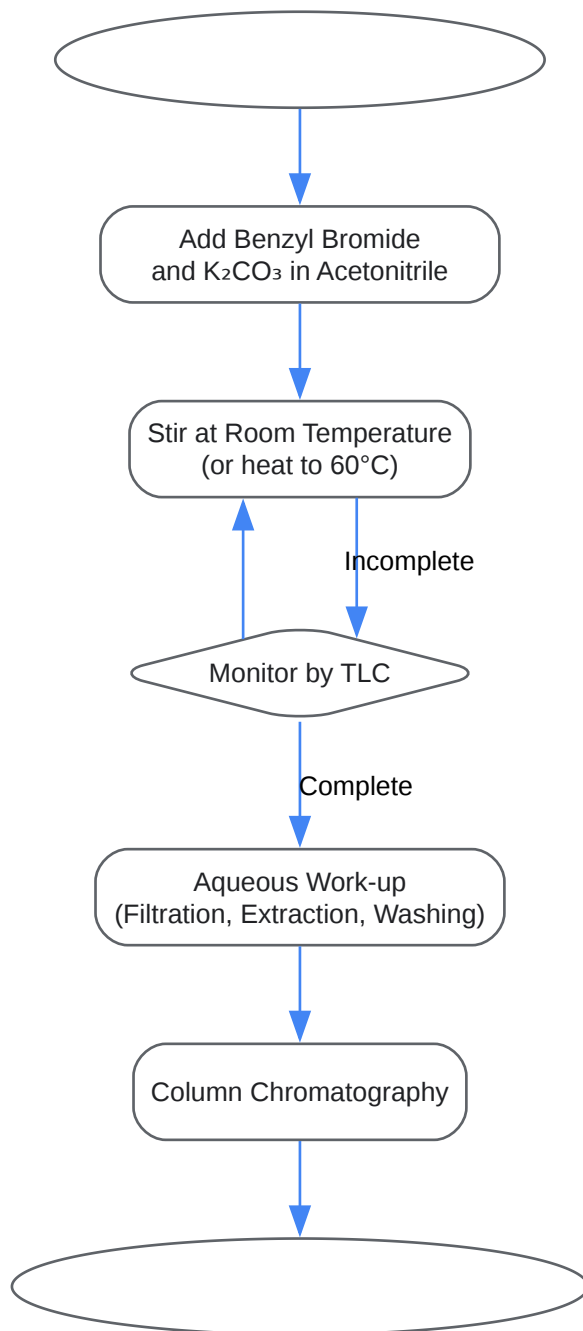 Add Benzyl Bromide
and K₂CO₃ in Acetonitrile
Stir at Room Temperature
(or heat to 60°C)
Incomplete
Monitor by TLC
Complete
Aqueous Work-up
(Filtration, Extraction, Washing)
Column Chromatography